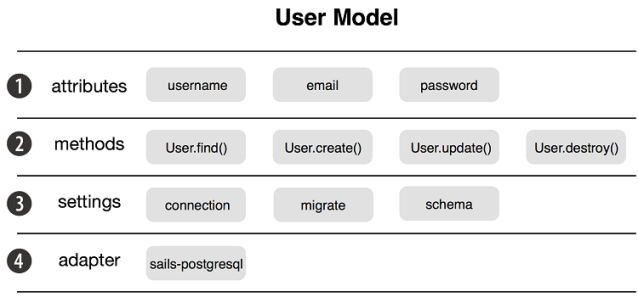 User Model
1 attributes username email password
2 methods User.find() User.create() User.update() User.destroy()
3 settings connection migrate schema
4 adapter sails-postgresql